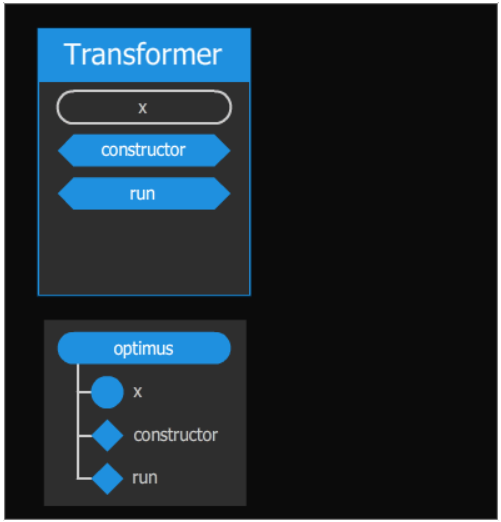 Transformer
x
constructor
run
optimus
x
constructor
run